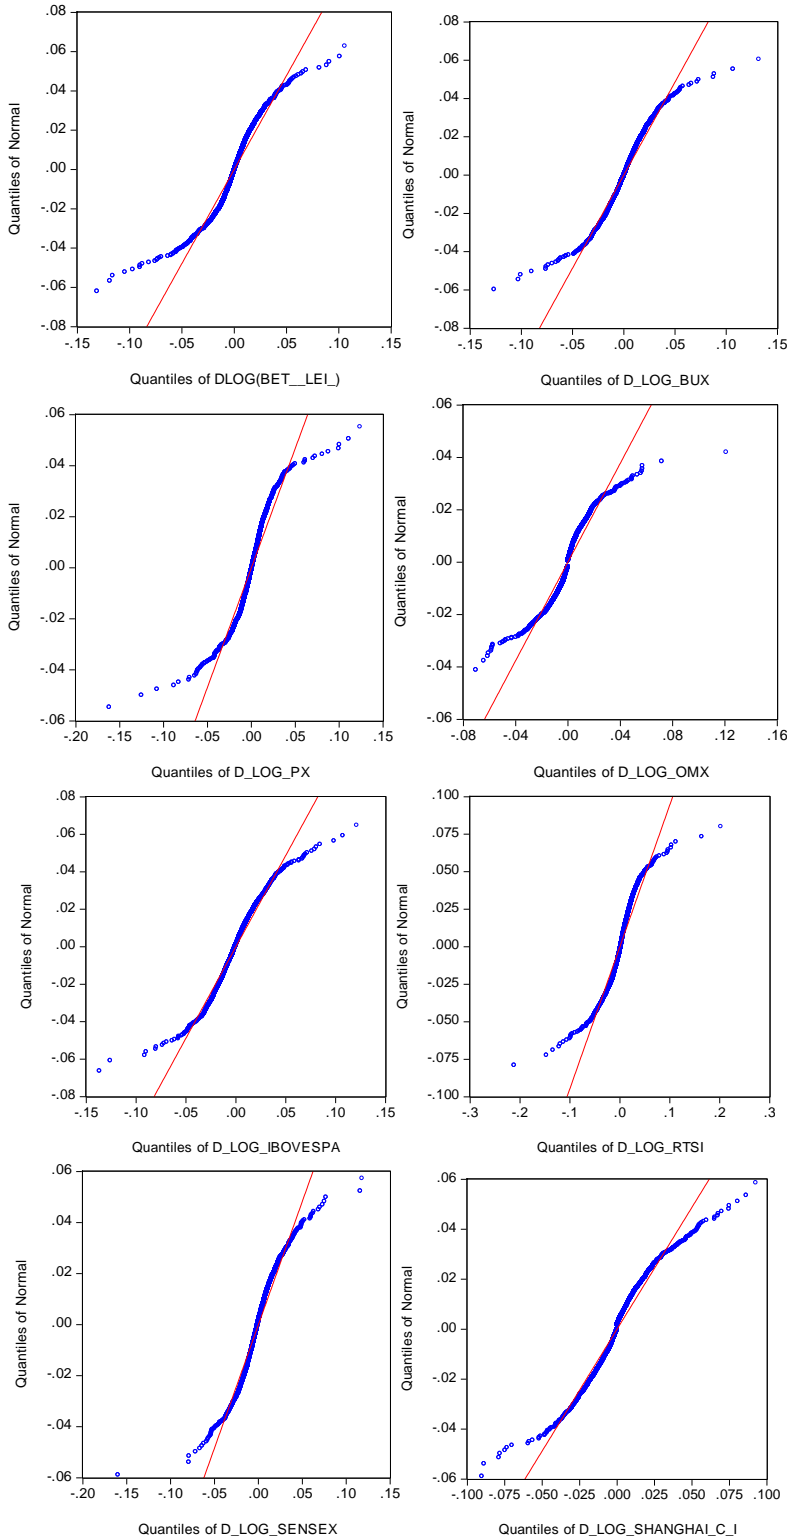 .08
.06
.04
.02
.00
-.02
-.04
-.06
-.08
Quantiles of Normal
-.15 -.10 -.05 .00 .05 .10 .15
Quantiles of DLOG(BET__LEI_)
.08
.06
.04
.02
.00
-.02
-.04
-.06
-.08
Quantiles of Normal
-.15 -.10 -.05 .00 .05 .10 .15
Quantiles of D_LOG_BUX
.06
.04
.02
.00
-.02
-.04
-.06
Quantiles of Normal
-.20 -.15 -.10 -.05 .00 .05 .10 .15
Quantiles of D_LOG_PX
.06
.04
.02
.00
-.02
-.04
-.06
Quantiles of Normal
-.08 -.04 .00 .04 .08 .12 .16
Quantiles of D_LOG_OMX
.08
.06
.04
.02
.00
-.02
-.04
-.06
-.08
Quantiles of Normal
-.15 -.10 -.05 .00 .05 .10 .15
Quantiles of D_LOG_IBOVESPA
.100
.075
.050
.025
.000
-.025
-.050
-.075
-.100
Quantiles of Normal
-.3 -.2 -.1 .0 .1 .2 .3
Quantiles of D_LOG_RTSI
.06
.04
.02
.00
-.02
-.04
-.06
Quantiles of Normal
-.20 -.15 -.10 -.05 .00 .05 .10 .15
Quantiles of D_LOG_SENSEX
.06
.04
.02
.00
-.02
-.04
-.06
Quantiles of Normal
-.100 -.075 -.050 -.025 .000 .025 .050 .075 .100
Quantiles of D_LOG_SHANGHAI_C_I